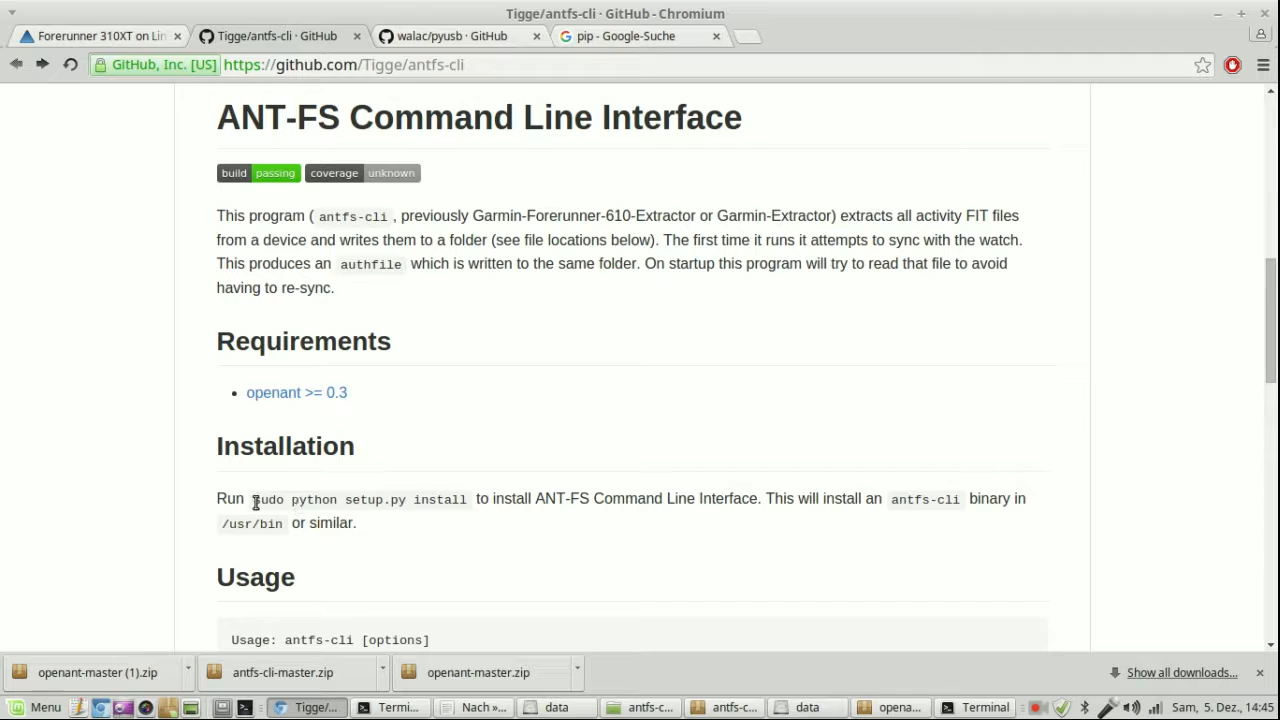 Tigge/antfs-cli · GitHub - Chromium
Forerunner 310XT on Lin
Tigge/antfs-cli · GitHub
walac/pyusb · GitHub
pip - Google-Suche
GitHub, Inc. [US] https://github.com/Tigge/antfs-cli
ANT-FS Command Line Interface
build passing coverage unknown
This program ( antfs-cli , previously Garmin-Forerunner-610-Extractor or Garmin-Extractor) extracts all activity FIT files
from a device and writes them to a folder (see file locations below). The first time it runs it attempts to sync with the watch.
This produces an authfile which is written to the same folder. On startup this program will try to read that file to avoid
having to re-sync.
Requirements
• openant >= 0.3
Installation
Run sudo python setup.py install to install ANT-FS Command Line Interface. This will install an antfs-cli binary in
/usr/bin or similar.
Usage
Usage: antfs-cli [options]
openant-master (1).zip
antfs-cli-master.zip
openant-master.zip
Show all downloads...
Menu
Tigge/...
Termi...
Nach »...
data
antfs-c...
antfs-c...
data
opena...
Terminal
Sam, 5. Dez., 14:45